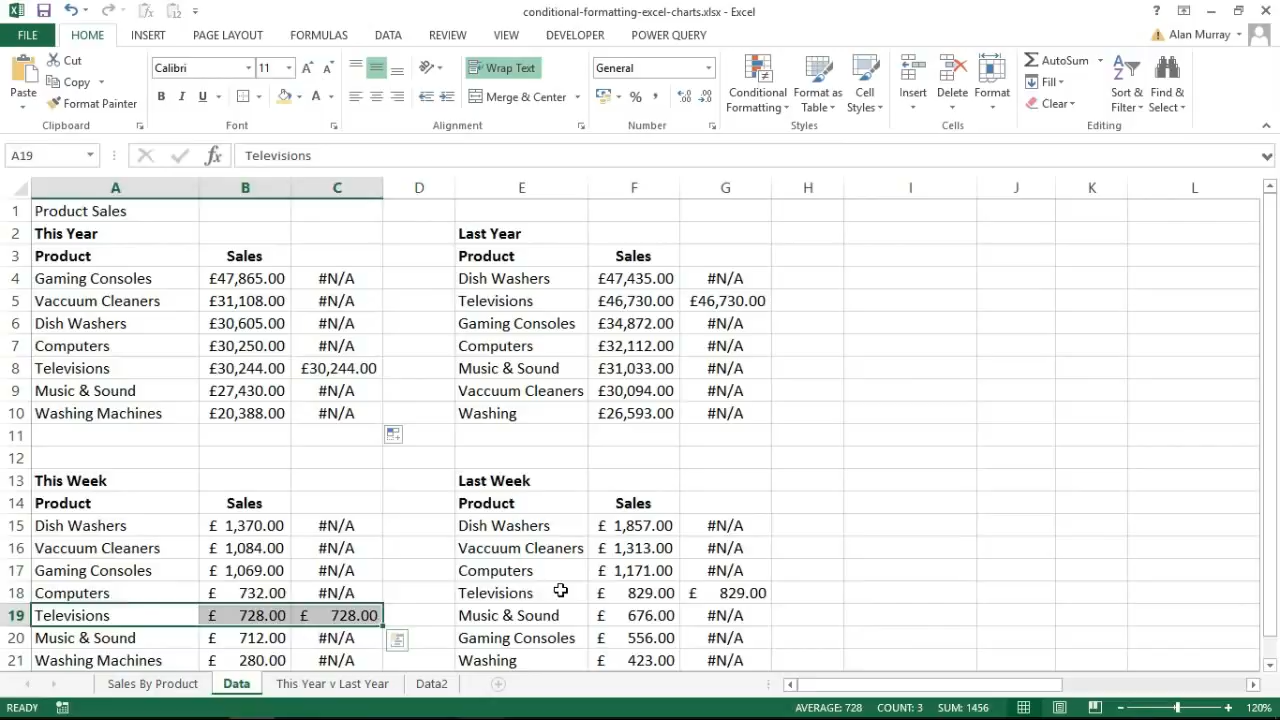 conditional-formatting-excel-charts.xlsx - Excel
FILE HOME INSERT PAGE LAYOUT FORMULAS DATA REVIEW VIEW DEVELOPER POWER QUERY Alan Murray
Paste Cut Copy Format Painter
Calibri 11
B I U A
Wrap Text
Merge & Center
General
%
Conditional Formatting Format as Table Cell Styles
Insert Delete Format
AutoSum Fill Clear
Sort & Filter Find & Select
Clipboard Font Alignment Number Styles Cells Editing
A19 fx Televisions
A B C D E F G H I J K L
1 Product Sales
2 This Year Last Year
3 Product Sales Product Sales
4 Gaming Consoles £47,865.00 #N/A Dish Washers £47,435.00 #N/A
5 Vaccuum Cleaners £31,108.00 #N/A Televisions £46,730.00 £46,730.00
6 Dish Washers £30,605.00 #N/A Gaming Consoles £34,872.00 #N/A
7 Computers £30,250.00 #N/A Computers £32,112.00 #N/A
8 Televisions £30,244.00 £30,244.00 Music & Sound £31,033.00 #N/A
9 Music & Sound £27,430.00 #N/A Vaccuum Cleaners £30,094.00 #N/A
10 Washing Machines £20,388.00 #N/A Washing £26,593.00 #N/A
11
12
13 This Week Last Week
14 Product Sales Product Sales
15 Dish Washers £ 1,370.00 #N/A Dish Washers £ 1,857.00 #N/A
16 Vaccuum Cleaners £ 1,084.00 #N/A Vaccuum Cleaners £ 1,313.00 #N/A
17 Gaming Consoles £ 1,069.00 #N/A Computers £ 1,171.00 #N/A
18 Computers £ 732.00 #N/A Televisions £ 829.00 £ 829.00
19 Televisions £ 728.00 £ 728.00 Music & Sound £ 676.00 #N/A
20 Music & Sound £ 712.00 #N/A Gaming Consoles £ 556.00 #N/A
21 Washing Machines £ 280.00 #N/A Washing £ 423.00 #N/A
Sales By Product Data This Year v Last Year Data2
READY AVERAGE: 728 COUNT: 3 SUM: 1456 120%